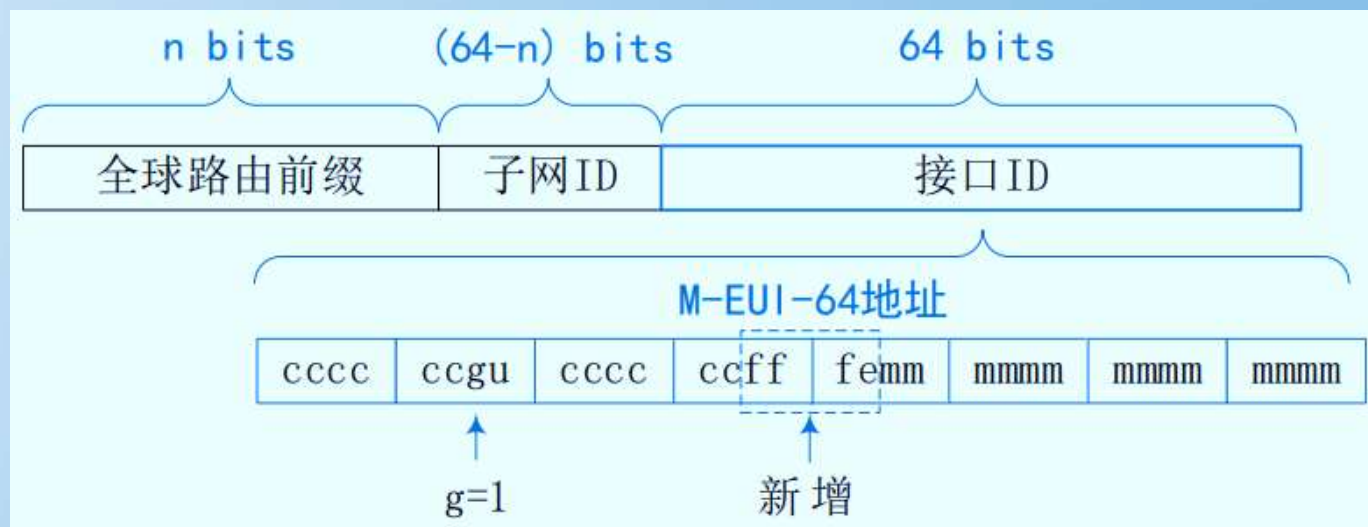 n bits (64-n) bits 64 bits
全球路由前缀 子网ID 接口ID
M-EUI-64地址
cccc ccgu cccc ccff femm mmmm mmmm mmmm
g=1 新增